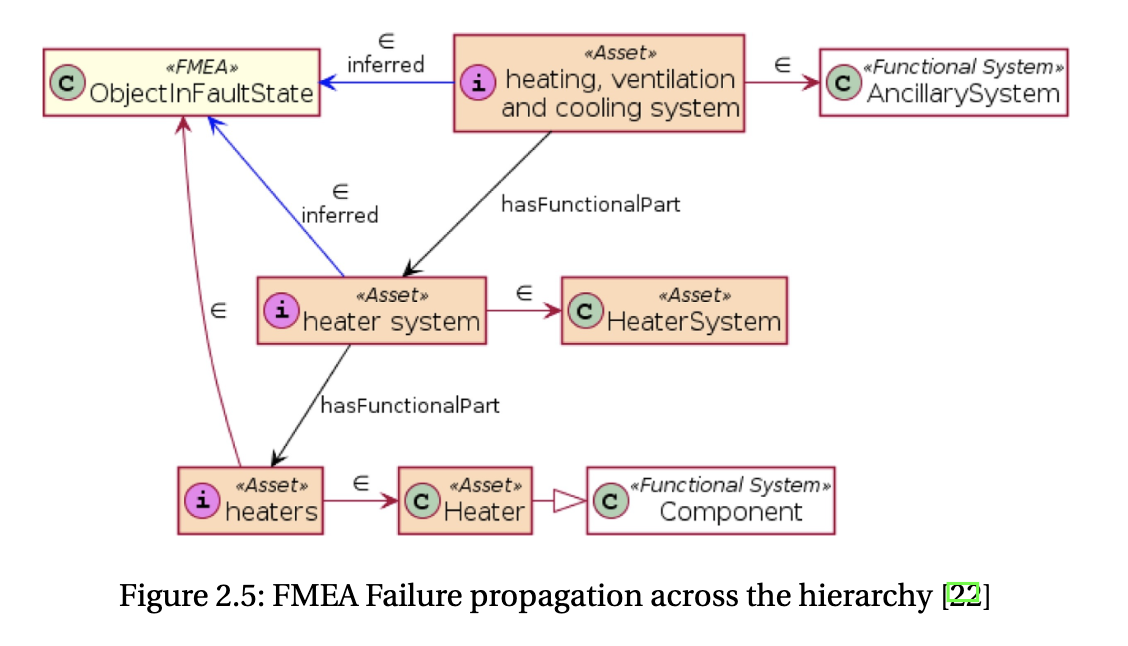 ∈
inferred
C
«FMEA»
ObjectInFaultState
i
«Asset»
heating, ventilation
and cooling system
∈
C
«Functional System»
AncillarySystem
∈
inferred
hasFunctionalPart
∈
i
«Asset»
heater system
∈
C
«Asset»
HeaterSystem
hasFunctionalPart
i
«Asset»
heaters
∈
C
«Asset»
Heater
C
«Functional System»
Component
Figure 2.5: FMEA Failure propagation across the hierarchy [22]